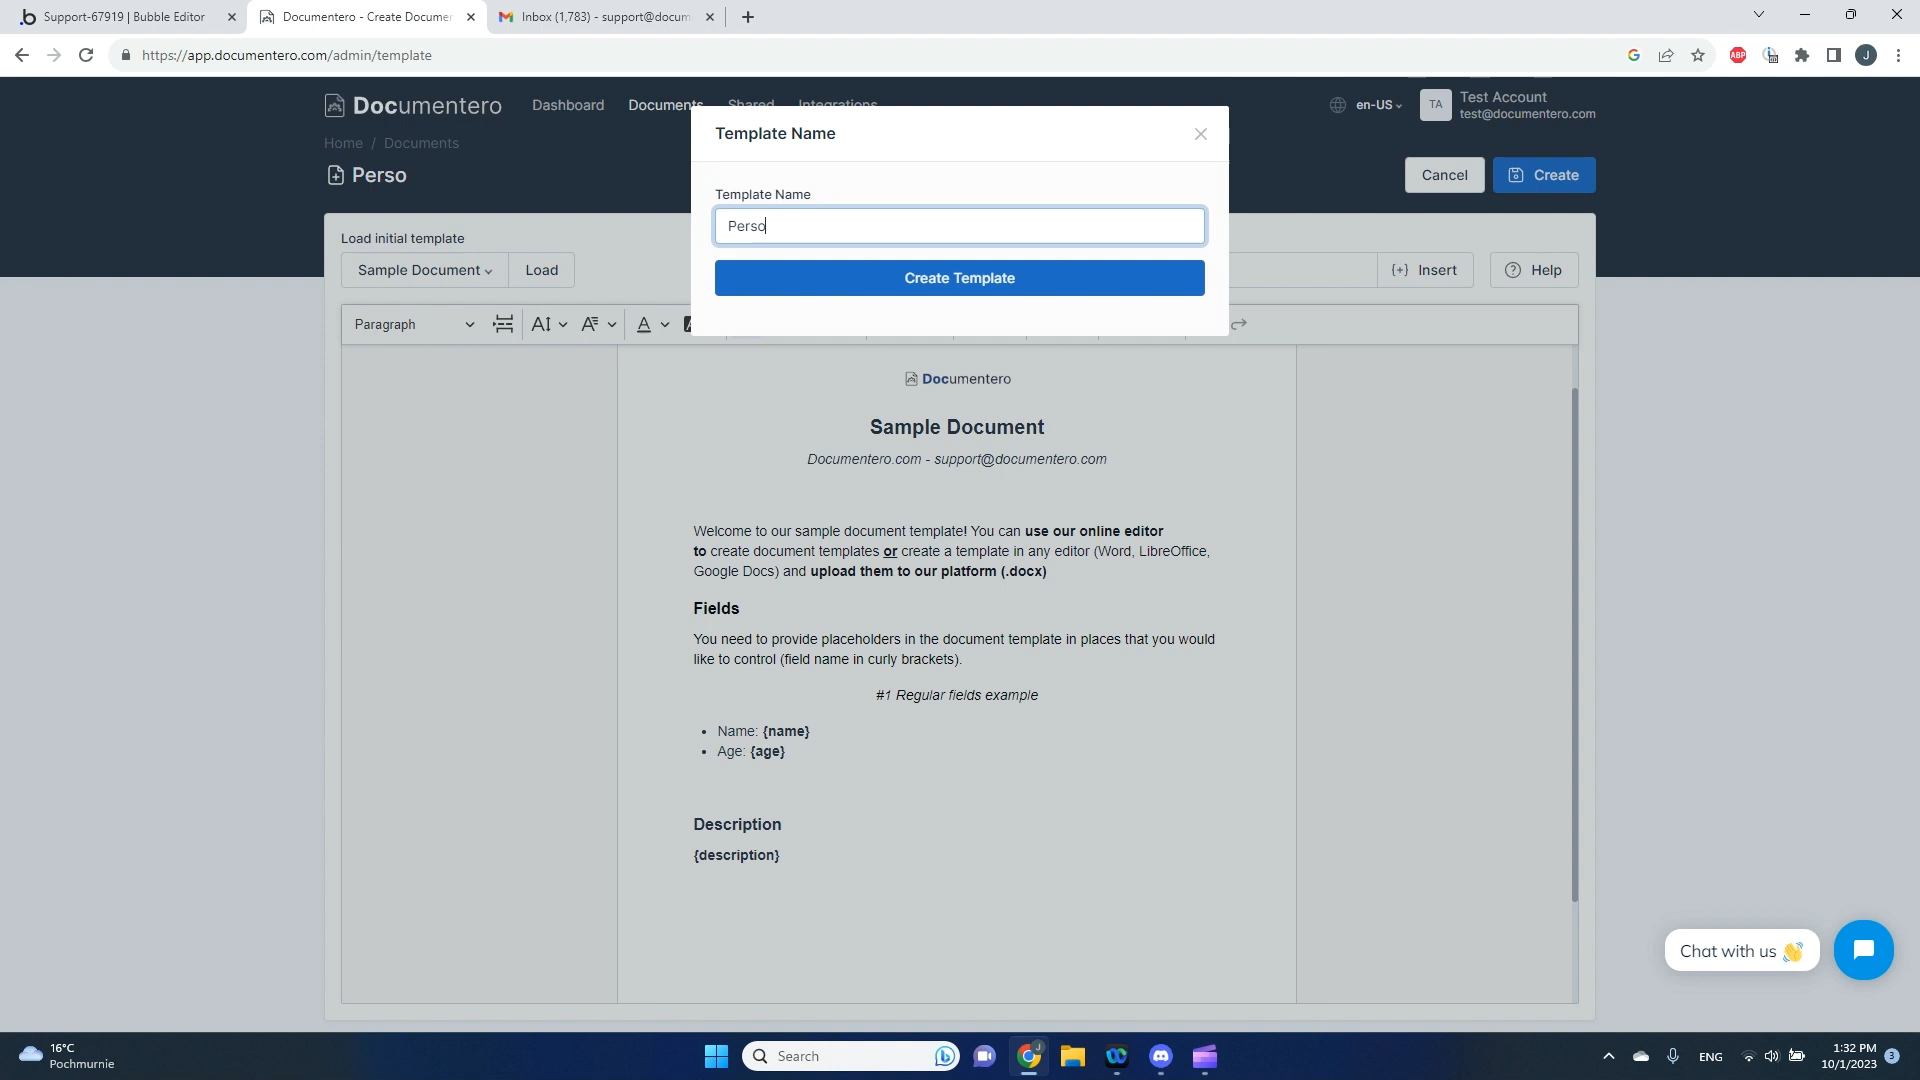 Support-67919 | Bubble Editor
Documentero - Create Documen
Inbox (1,783) - support@docum
https://app.documentero.com/admin/template
ABP
J
Documentero
Dashboard
Documents
Shared
Integrations
en-US
TA
Test Account
test@documentero.com
Home / Documents
Perso
Cancel
Create
Template Name
Template Name
Perso
Create Template
Load initial template
Sample Document
Load
{+} Insert
Help
Paragraph
Documentero
Sample Document
Documentero.com - support@documentero.com
Welcome to our sample document template! You can use our online editor
to create document templates or create a template in any editor (Word, LibreOffice,
Google Docs) and upload them to our platform (.docx)
Fields
You need to provide placeholders in the document template in places that you would
like to control (field name in curly brackets).
#1 Regular fields example
• Name: {name}
• Age: {age}
Description
{description}
Chat with us 👋
16°C
Pochmurnie
Search
J
ENG
1:32 PM
10/1/2023
3